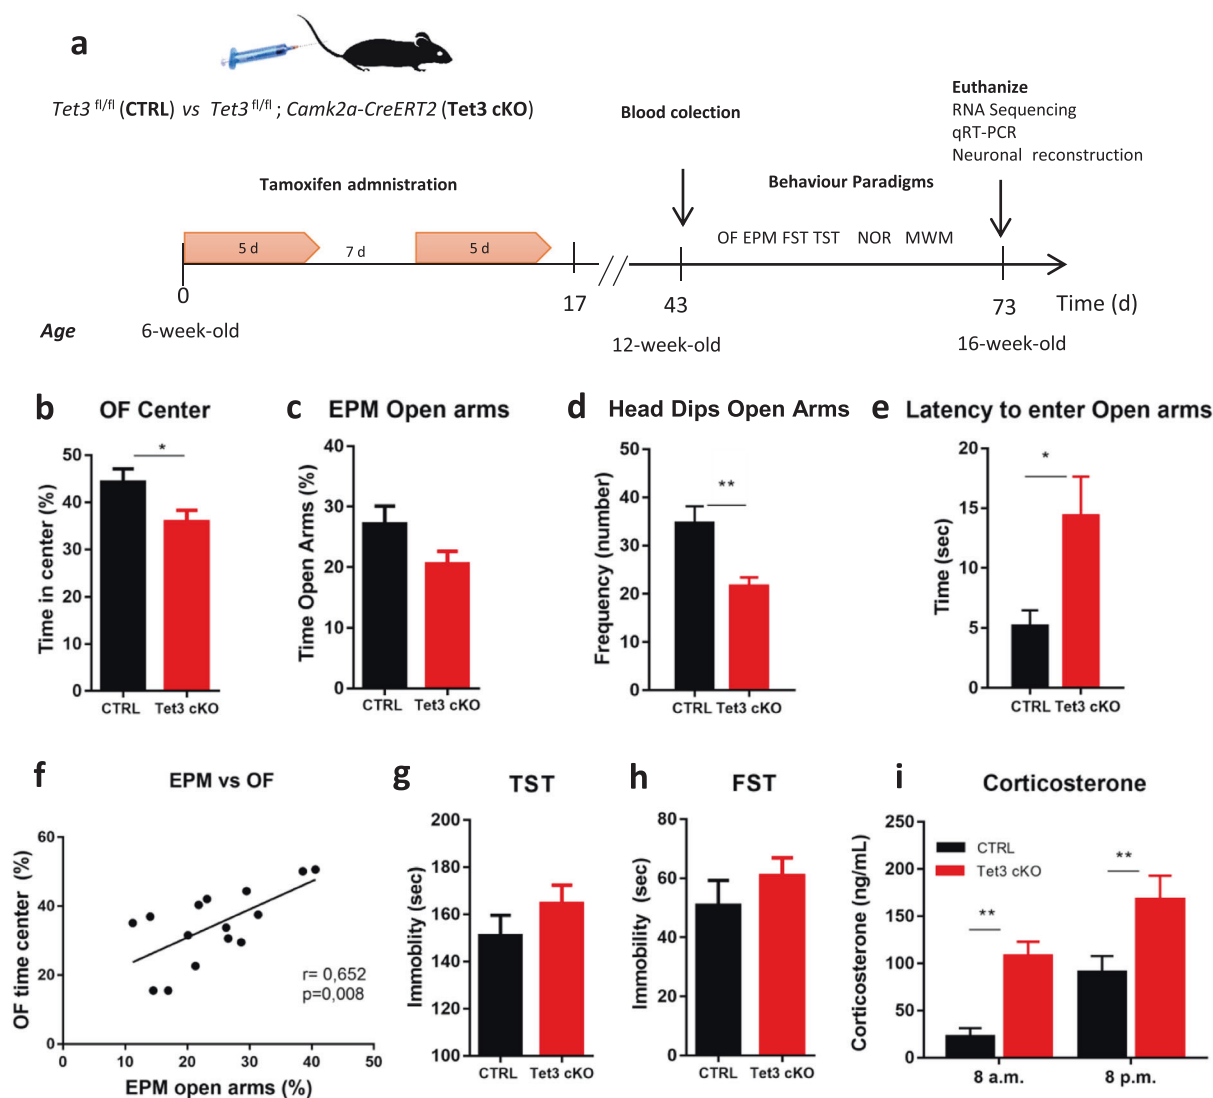 a
Tet3 fl/fl (CTRL) vs Tet3 fl/fl ; Camk2a-CreERT2 (Tet3 cKO)
Blood colection
Euthanize
RNA Sequencing
qRT-PCR
Neuronal reconstruction
Tamoxifen admnistration
Behaviour Paradigms
5 d
7 d
5 d
OF EPM FST TST NOR MWM
0
17
43
73
Time (d)
Age
6-week-old
12-week-old
16-week-old
b
OF Center
Time in center (%)
50
40
30
20
10
0
*
CTRL
Tet3 cKO
c
EPM Open arms
Time Open Arms (%)
40
30
20
10
0
CTRL
Tet3 cKO
d
Head Dips Open Arms
Frequency (number)
50
40
30
20
10
0
**
CTRL
Tet3 cKO
e
Latency to enter Open arms
Time (sec)
20
15
10
5
0
*
CTRL
Tet3 cKO
f
EPM vs OF
OF time center (%)
60
40
20
0
r= 0,652
p=0,008
0
10
20
30
40
50
EPM open arms (%)
g
TST
Immoblity (sec)
200
180
160
140
120
100
CTRL
Tet3 cKO
h
FST
Immobility (sec)
80
60
40
20
0
CTRL
Tet3 cKO
i
Corticosterone
Corticosterone (ng/mL)
250
200
150
100
50
0
CTRL
Tet3 cKO
**
**
8 a.m.
8 p.m.